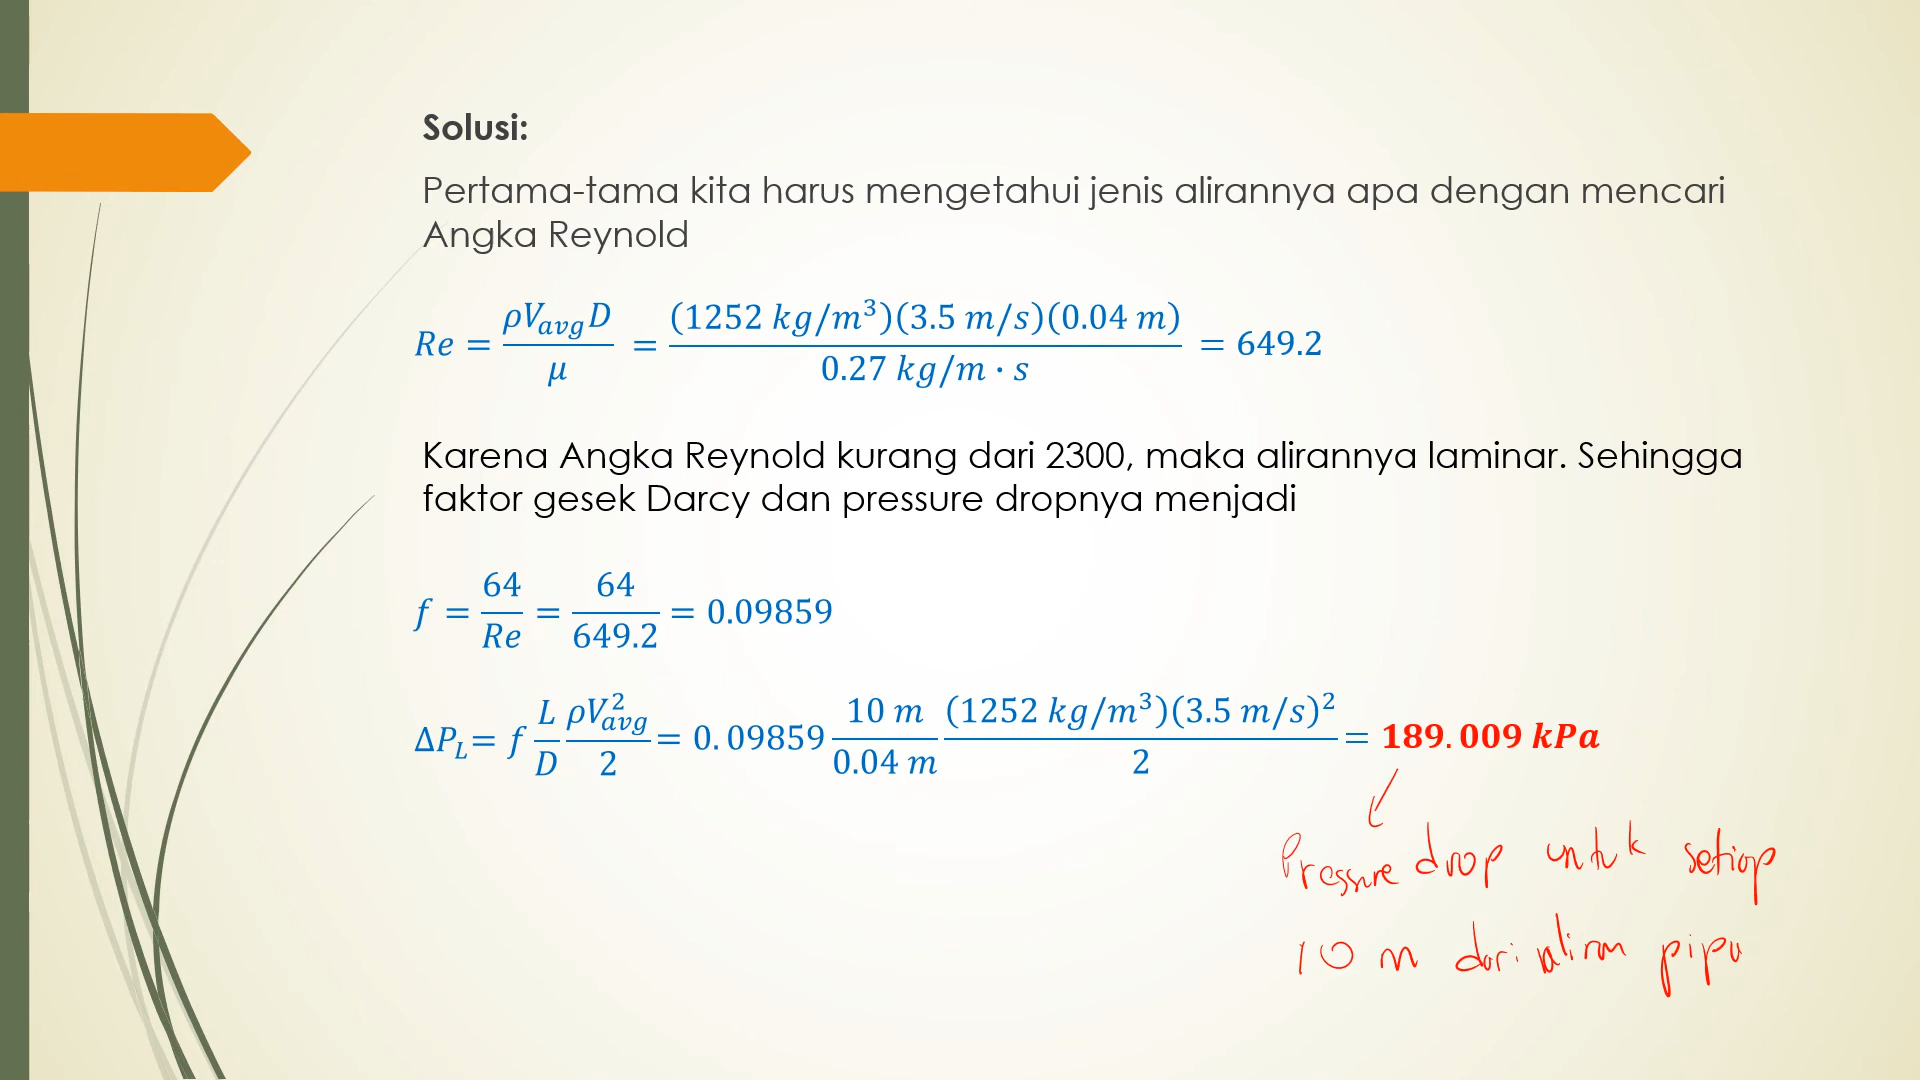 Solusi:
Pertama-tama kita harus mengetahui jenis alirannya apa dengan mencari
Angka Reynold
Re = ρV_avg D / μ = (1252 kg/m³)(3.5 m/s)(0.04 m) / 0.27 kg/m · s = 649.2
Karena Angka Reynold kurang dari 2300, maka alirannya laminar. Sehingga
faktor gesek Darcy dan pressure dropnya menjadi
f = 64 / Re = 64 / 649.2 = 0.09859
ΔP_L = f L/D ρV²_avg / 2 = 0.09859 10 m / 0.04 m (1252 kg/m³)(3.5 m/s)² / 2 = 189.009 kPa
Pressure drop untuk setiap
10 m dari aliran pipa